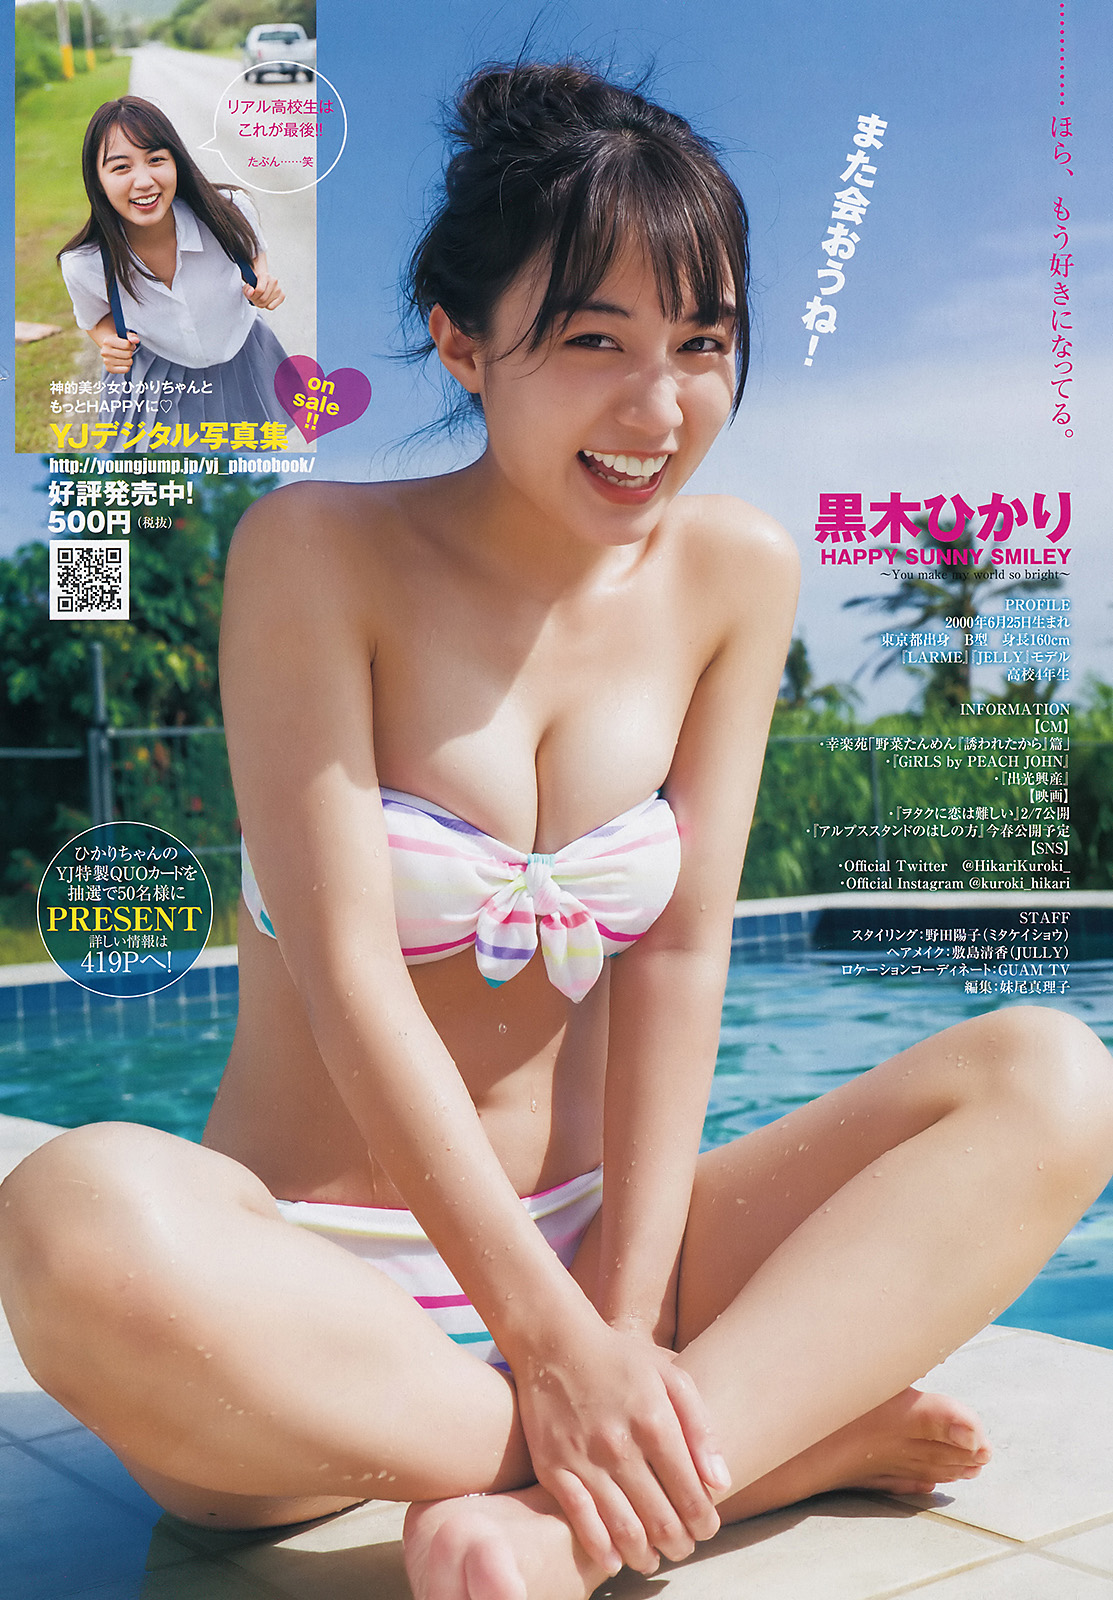 …………ほら、もう好きになってる。
また会おうね!
リアル高校生は
これが最後!!
たぶん……笑
神的美少女ひかりちゃんと
もっとHAPPYに♡
on
sale
!!
YJデジタル写真集
http://youngjump.jp/yj_photobook/
好評発売中!
500円(税抜)
黒木ひかり
HAPPY SUNNY SMILEY
~You make my world so bright~
PROFILE
2000年6月25日生まれ
東京都出身 B型 身長160cm
『LARME』『JELLY』モデル
高校4年生
INFORMATION
【CM】
・幸楽苑「野菜たんめん『誘われたから』篇」
・『GiRLS by PEACH JOHN』
・『出光興産』
【映画】
・『ヲタクに恋は難しい』2/7公開
・『アルプススタンドのはしの方』今春公開予定
【SNS】
・Official Twitter @HikariKuroki_
・Official Instagram @kuroki_hikari
STAFF
スタイリング:野田陽子(ミタケイショウ)
ヘアメイク:敷島清香(JULLY)
ロケーションコーディネート:GUAM TV
編集:妹尾真理子
ひかりちゃんの
YJ特製QUOカードを
抽選で50名様に
PRESENT
詳しい情報は
419Pへ!